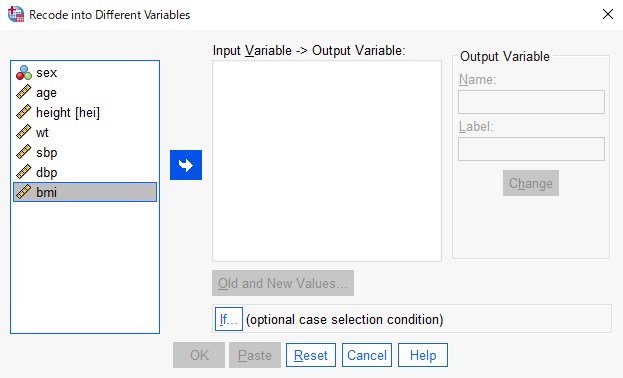 Recode into Different Variables
Input Variable -> Output Variable:
sex
age
height [hei]
wt
sbp
dbp
bmi
Output Variable
Name:
Label:
Change
Old and New Values...
If... (optional case selection condition)
OK Paste Reset Cancel Help